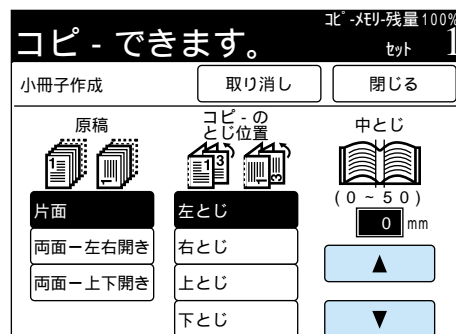 コピ-メモリ-残量100%
コピ-できます。
セット 1
小冊子作成
取り消し
閉じる
原稿
コピ-の
とじ位置
中とじ
(0~50)
0 mm
片面
両面ー左右開き
両面ー上下開き
左とじ
右とじ
上とじ
下とじ